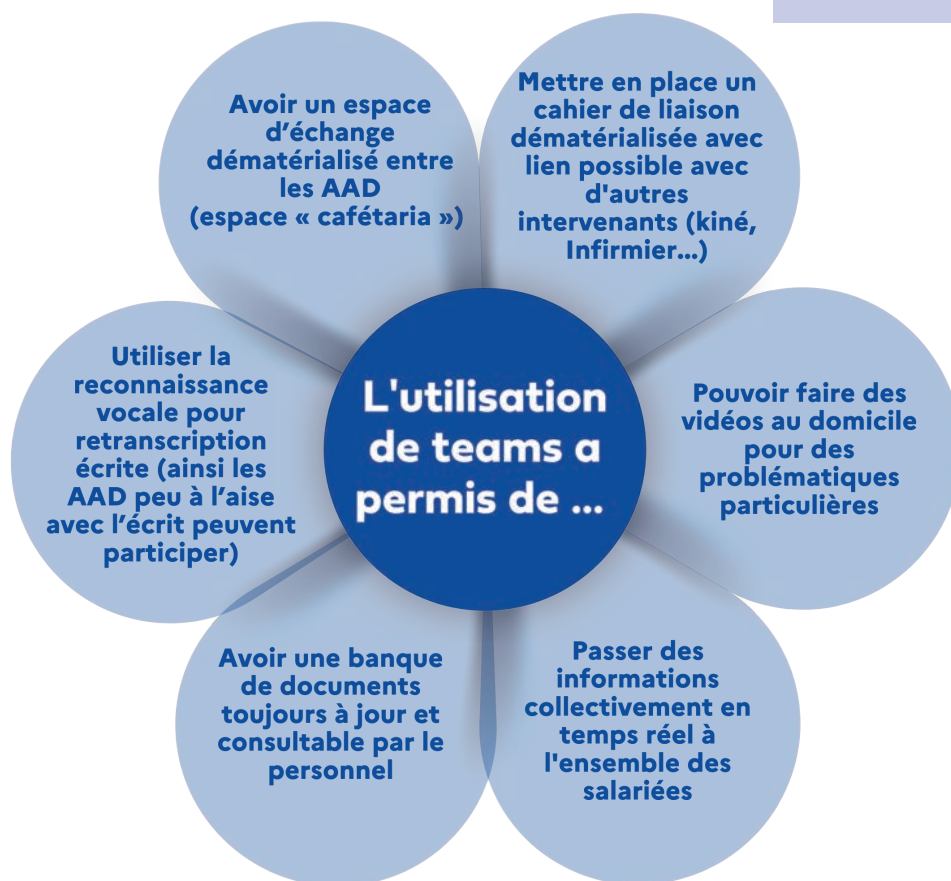 Avoir un espace
d'échange
dématérialisé entre
les AAD
(espace « cafétaria »)
Mettre en place un
cahier de liaison
dématérialisée avec
lien possible avec
d'autres
intervenants (kiné,
Infirmier...)
Utiliser la
reconnaissance
vocale pour
retranscription
écrite (ainsi les
AAD peu à l'aise
avec l'écrit peuvent
participer)
L'utilisation
de teams a
permis de ...
Pouvoir faire des
vidéos au domicile
pour des
problématiques
particulières
Avoir une banque
de documents
toujours à jour et
consultable par le
personnel
Passer des
informations
collectivement en
temps réel à
l'ensemble des
salariées